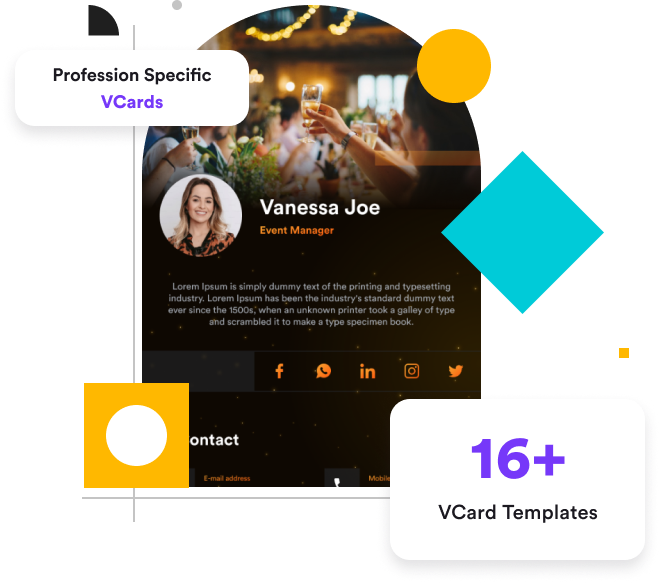 Profession Specific
VCards
Vanessa Joe
Event Manager
Lorem Ipsum is simply dummy text of the printing and typesetting
industry. Lorem Ipsum has been the industry's standard dummy text
ever since the 1500s, when an unknown printer took a galley of type
and scrambled it to make a type specimen book.
ontact
E-mail address
Mobile
16+
VCard Templates